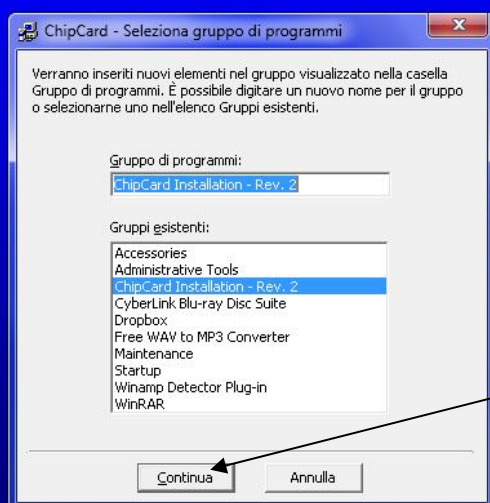 ChipCard - Seleziona gruppo di programmi
Verranno inseriti nuovi elementi nel gruppo visualizzato nella casella
Gruppo di programmi. È possibile digitare un nuovo nome per il gruppo
o selezionarne uno nell'elenco Gruppi esistenti.
Gruppo di programmi:
ChipCard Installation - Rev. 2
Gruppi esistenti:
Accessories
Administrative Tools
ChipCard Installation - Rev. 2
CyberLink Blu-ray Disc Suite
Dropbox
Free WAV to MP3 Converter
Maintenance
Startup
Winamp Detector Plug-in
WinRAR
Continua
Annulla